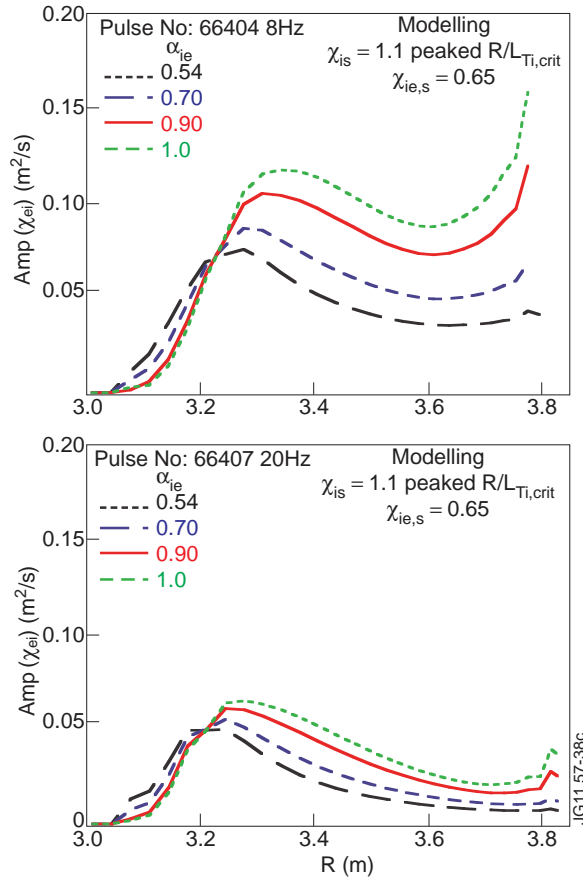 Pulse No: 66404 8Hz
α_ie
0.54
0.70
0.90
1.0
Modelling
χ_is = 1.1 peaked R/L_Ti,crit
χ_ie,s = 0.65
0.20
0.15
0.10
0.05
Amp (χ_ei) (m²/s)
3.0 3.2 3.4 3.6 3.8
Pulse No: 66407 20Hz
α_ie
0.54
0.70
0.90
1.0
Modelling
χ_is = 1.1 peaked R/L_Ti,crit
χ_ie,s = 0.65
0.20
0.15
0.10
0.05
0
Amp (χ_ei) (m²/s)
3.0 3.2 3.4 3.6 3.8
R (m)
JG11.57-38c